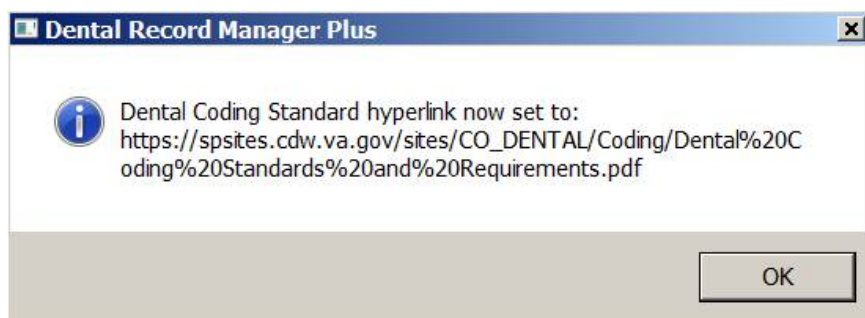 Dental Record Manager Plus
Dental Coding Standard hyperlink now set to:
https://spsites.cdw.va.gov/sites/CO_DENTAL/Coding/Dental%20C
oding%20Standards%20and%20Requirements.pdf
OK